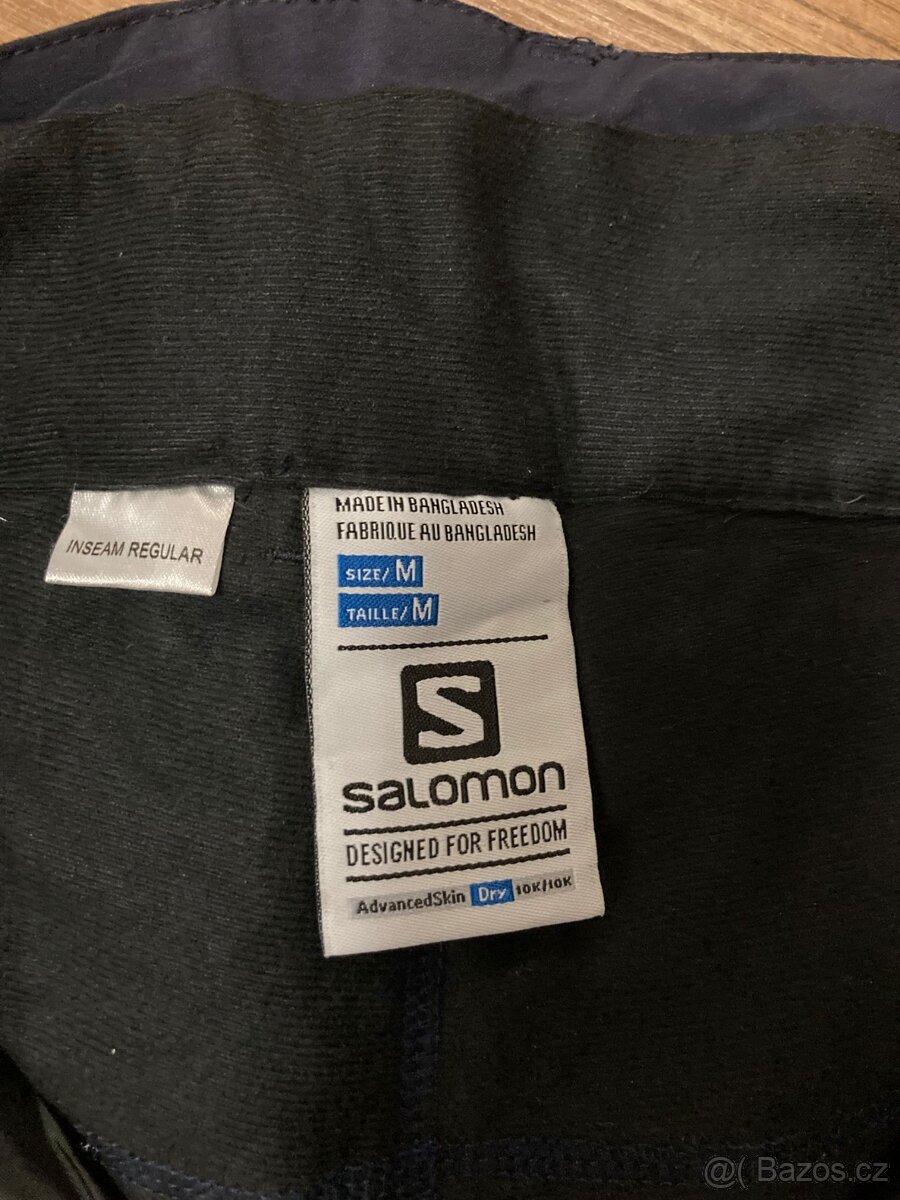 INSEAM REGULAR
MADE IN BANGLADESH
FABRIQUE AU BANGLADESH
SIZE/M
TAILLE/M
S
SALOMON
DESIGNED FOR FREEDOM
AdvancedSkin Dry 10K/10K
@( Bazoš.cz